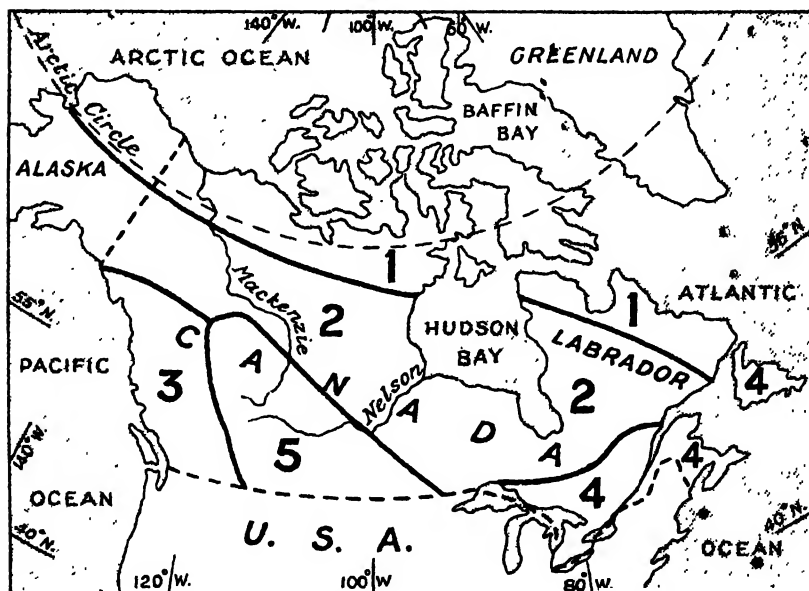 140°W.
100°W.
60°W.
Arctic Circle
ARCTIC OCEAN
GREENLAND
BAFFIN
BAY
ALASKA
55°N.
1
Mackenzie
2
1
ATLANTIC
55°N.
HUDSON
BAY
LABRADOR
PACIFIC
C
A
N
A
D
A
3
Nelson
2
4
5
4
4
140°W.
OCEAN
40°N.
U. S. A.
40°N.
OCEAN
120°W.
100°W.
80°W.